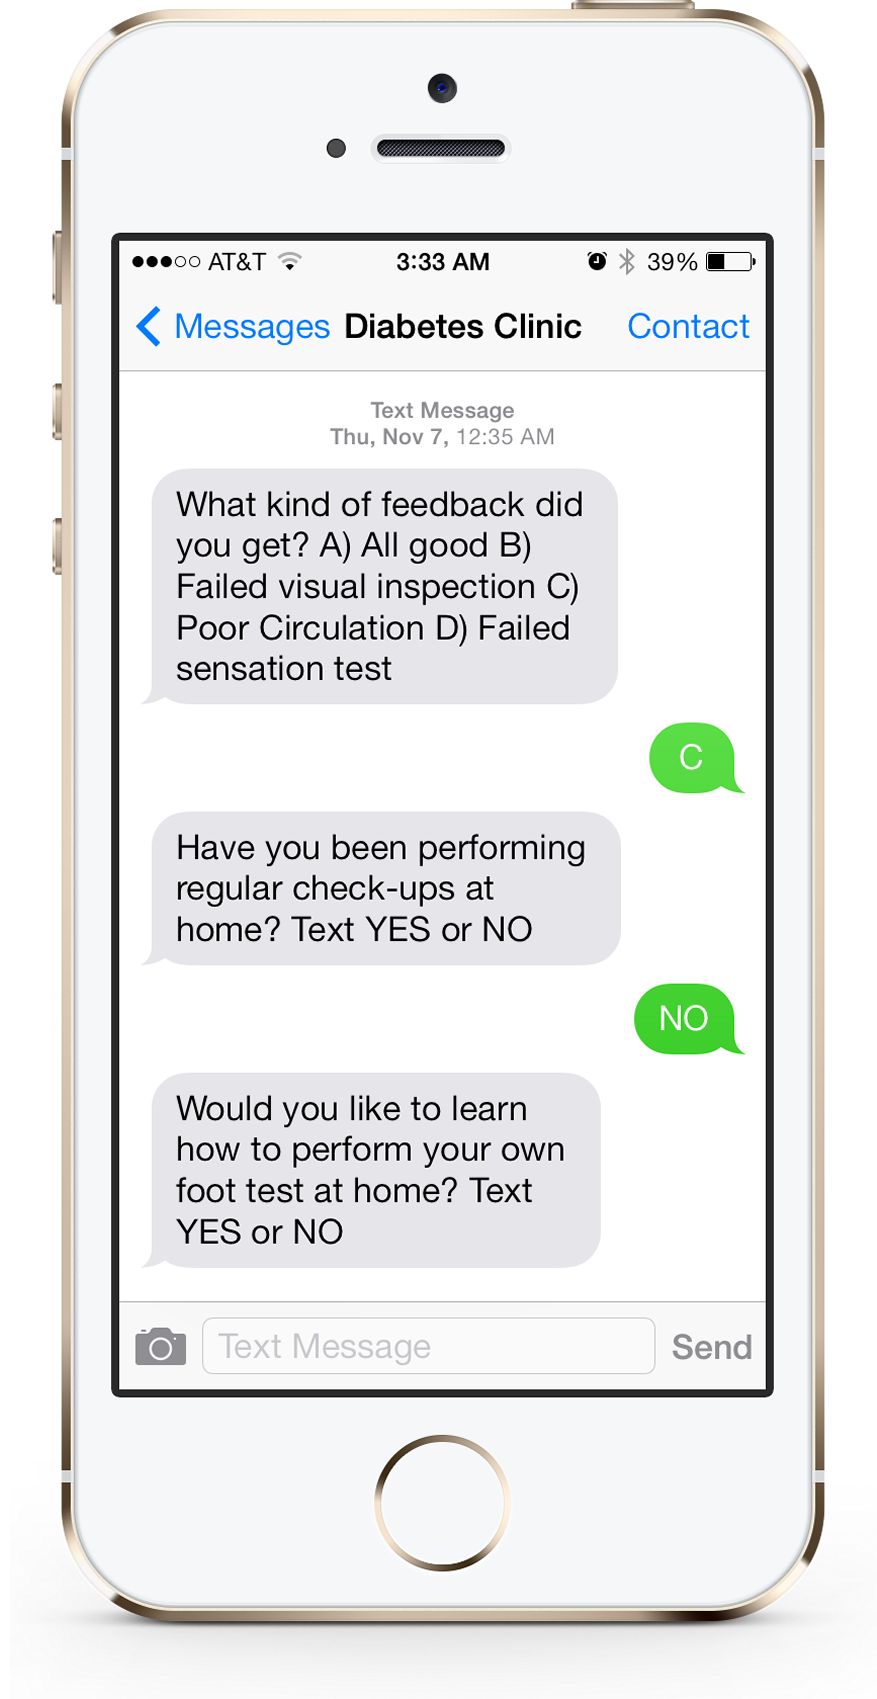 AT&T 3:33 AM 39%
Messages Diabetes Clinic Contact
Text Message
Thu, Nov 7, 12:35 AM
What kind of feedback did
you get? A) All good B)
Failed visual inspection C)
Poor Circulation D) Failed
sensation test
C
Have you been performing
regular check-ups at
home? Text YES or NO
NO
Would you like to learn
how to perform your own
foot test at home? Text
YES or NO
Text Message Send